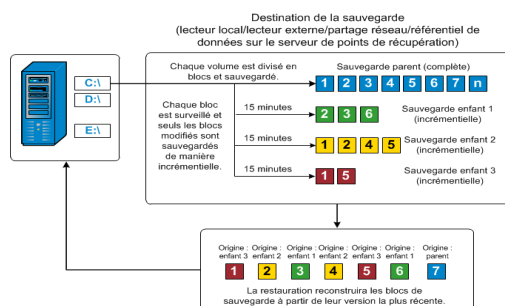 Destination de la sauvegarde
(lecteur local/lecteur externe/partage réseau/référentiel de
données sur le serveur de points de récupération)
C:\
D:\
E:\
Chaque volume est divisé en
blocs et sauvegardé.
Sauvegarde parent (complète)
1 2 3 4 5 6 7 n
Chaque bloc
est surveillé et
seuls les blocs
modifiés sont
sauvegardés
de manière
incrémentielle.
15 minutes
2 3 6
Sauvegarde enfant 1
(incrémentielle)
15 minutes
1 2 4 5
Sauvegarde enfant 2
(incrémentielle)
15 minutes
1 5
Sauvegarde enfant 3
(incrémentielle)
Origine : Origine : Origine : Origine : Origine : Origine : Origine :
enfant 3 enfant 2 enfant 1 enfant 2 enfant 3 enfant 1 parent
1 2 3 4 5 6 7
La restauration reconstruira les blocs de
sauvegarde à partir de leur version la plus récente.